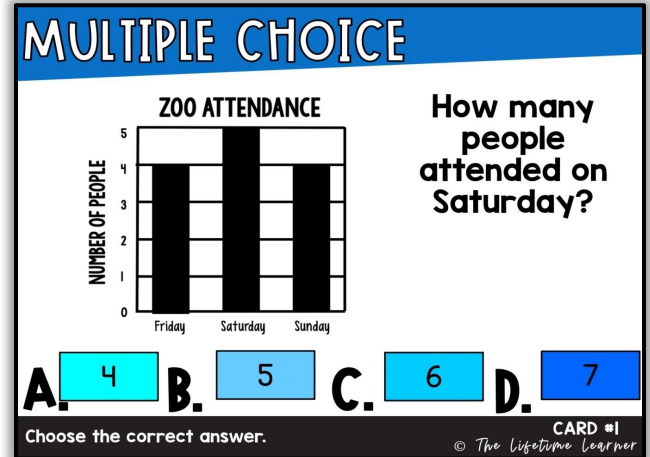 MULTIPLE CHOICE
ZOO ATTENDANCE
NUMBER OF PEOPLE
5
4
3
2
1
0
Friday Saturday Sunday
How many
people
attended on
Saturday?
A. 4 B. 5 C. 6 D. 7
Choose the correct answer.
CARD #1
© The Lifetime Learner